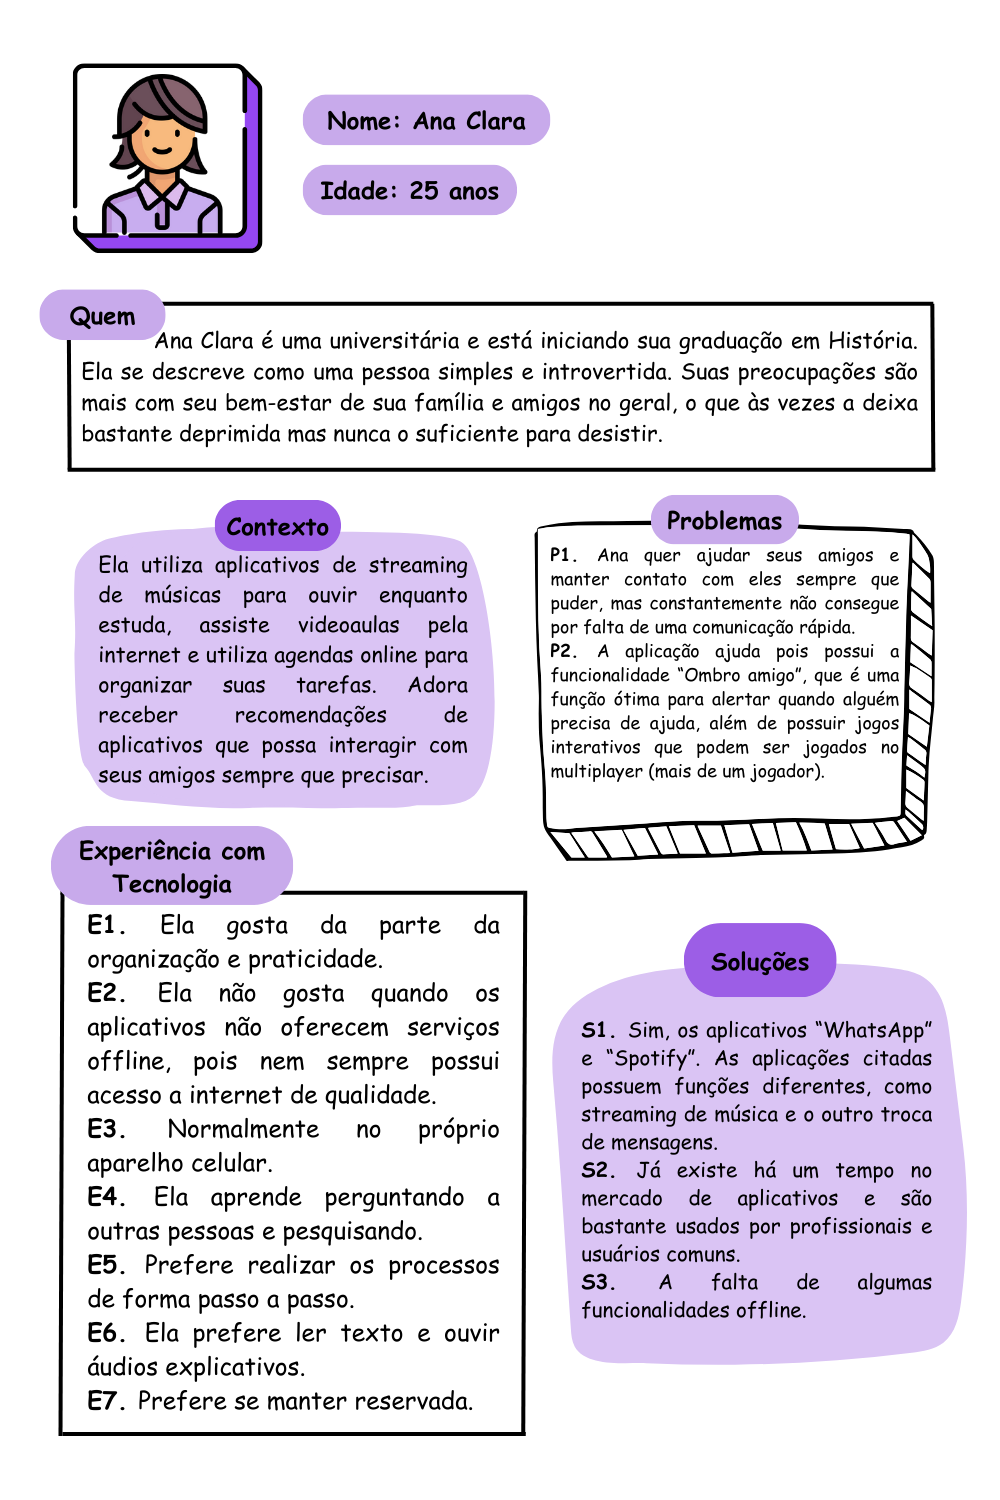 Nome: Ana Clara
Idade: 25 anos
Quem
Ana Clara é uma universitária e está iniciando sua graduação em História.
Ela se descreve como uma pessoa simples e introvertida. Suas preocupações são
mais com seu bem-estar de sua família e amigos no geral, o que às vezes a deixa
bastante deprimida mas nunca o suficiente para desistir.
Contexto
Ela utiliza aplicativos de streaming
de músicas para ouvir enquanto
estuda, assiste videoaulas pela
internet e utiliza agendas online para
organizar suas tarefas. Adora
receber recomendações de
aplicativos que possa interagir com
seus amigos sempre que precisar.
Problemas
P1. Ana quer ajudar seus amigos e
manter contato com eles sempre que
puder, mas constantemente não consegue
por falta de uma comunicação rápida.
P2. A aplicação ajuda pois possui a
funcionalidade “Ombro amigo”, que é uma
função ótima para alertar quando alguém
precisa de ajuda, além de possuir jogos
interativos que podem ser jogados no
multiplayer (mais de um jogador).
Experiência com
Tecnologia
E1. Ela gosta da parte da
organização e praticidade.
E2. Ela não gosta quando os
aplicativos não oferecem serviços
offline, pois nem sempre possui
acesso a internet de qualidade.
E3. Normalmente no próprio
aparelho celular.
E4. Ela aprende perguntando a
outras pessoas e pesquisando.
E5. Prefere realizar os processos
de forma passo a passo.
E6. Ela prefere ler texto e ouvir
áudios explicativos.
E7. Prefere se manter reservada.
Soluções
S1. Sim, os aplicativos “WhatsApp”
e “Spotify”. As aplicações citadas
possuem funções diferentes, como
streaming de música e o outro troca
de mensagens.
S2. Já existe há um tempo no
mercado de aplicativos e são
bastante usados por profissionais e
usuários comuns.
S3. A falta de algumas
funcionalidades offline.